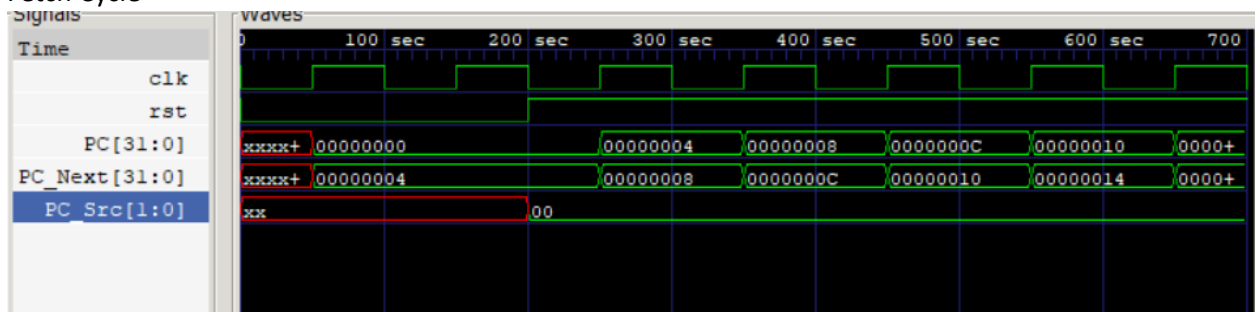 Fetch Cycle
Signals Waves
Time 100 sec 200 sec 300 sec 400 sec 500 sec 600 sec 700
clk
rst
PC[31:0] xxxx+ 00000000 00000004 00000008 0000000C 00000010 0000+
PC_Next[31:0] xxxx+ 00000004 00000008 0000000C 00000010 00000014 0000+
PC_Src[1:0] xx 00